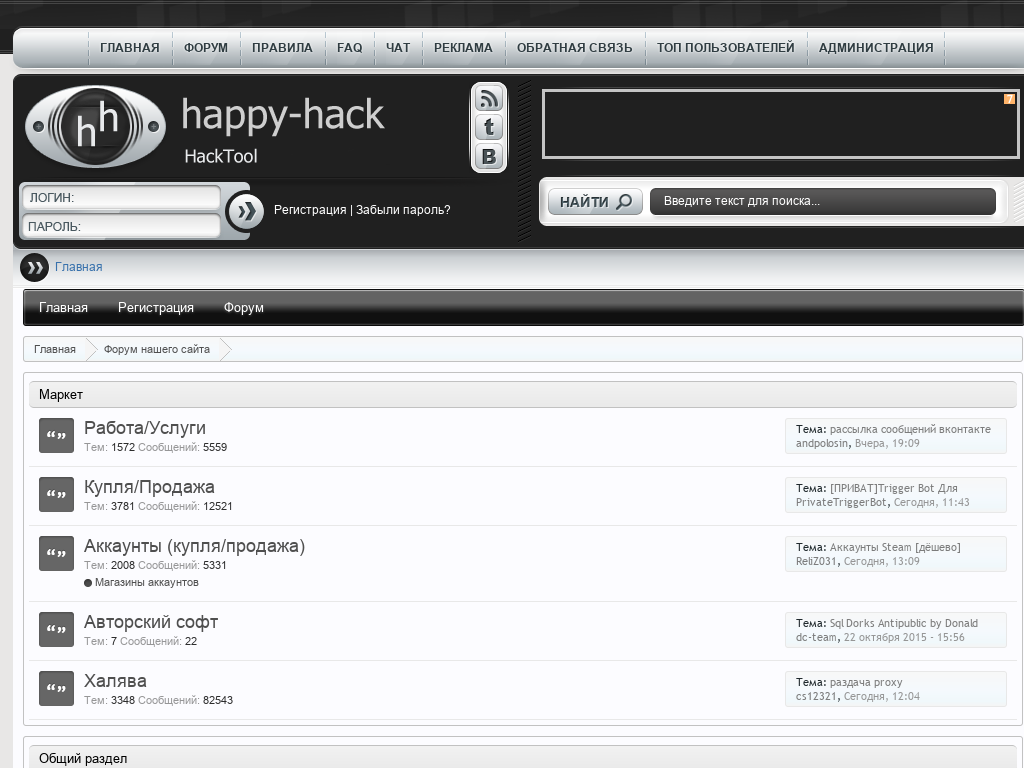 ГЛАВНАЯ ФОРУМ ПРАВИЛА FAQ ЧАТ РЕКЛАМА ОБРАТНАЯ СВЯЗЬ ТОП ПОЛЬЗОВАТЕЛЕЙ АДМИНИСТРАЦИЯ
hh happy-hack
HackTool
t
B
?
ЛОГИН:
ПАРОЛЬ:
Регистрация | Забыли пароль?
НАЙТИ Введите текст для поиска...
Главная
Главная Регистрация Форум
Главная Форум нашего сайта
Маркет
Работа/Услуги
Тем: 1572 Сообщений: 5559
Тема: рассылка сообщений вконтакте
andpolosin, Вчера, 19:09
Купля/Продажа
Тем: 3781 Сообщений: 12521
Тема: [ПРИВАТ]Trigger Bot Для
PrivateTriggerBot, Сегодня, 11:43
Аккаунты (купля/продажа)
Тем: 2008 Сообщений: 5331
Магазины аккаунтов
Тема: Аккаунты Steam [дёшево]
ReliZ031, Сегодня, 13:09
Авторский софт
Тем: 7 Сообщений: 22
Тема: Sql Dorks Antipublic by Donald
dc-team, 22 октября 2015 - 15:56
Халява
Тем: 3348 Сообщений: 82543
Тема: раздача proxy
cs12321, Сегодня, 12:04
Общий раздел